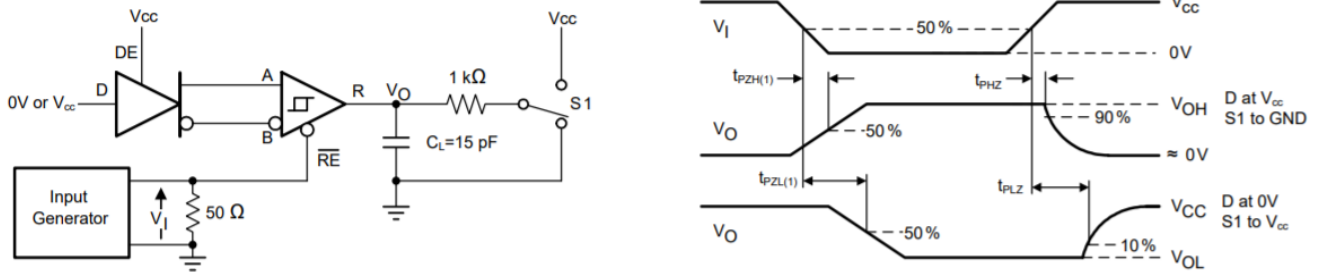 Vcc
DE
D
0V or Vcc
A
B
R
VO
1 kΩ
Vcc
S1
CL=15 pF
RE
Input
Generator
VI
50 Ω
VI
50 %
Vcc
0V
tPZH(1)
tPHZ
VO
-50 %
VOH
90 %
D at Vcc
S1 to GND
≈ 0V
tPZL(1)
tPLZ
VO
-50 %
VCC
D at 0V
S1 to Vcc
10 %
VOL